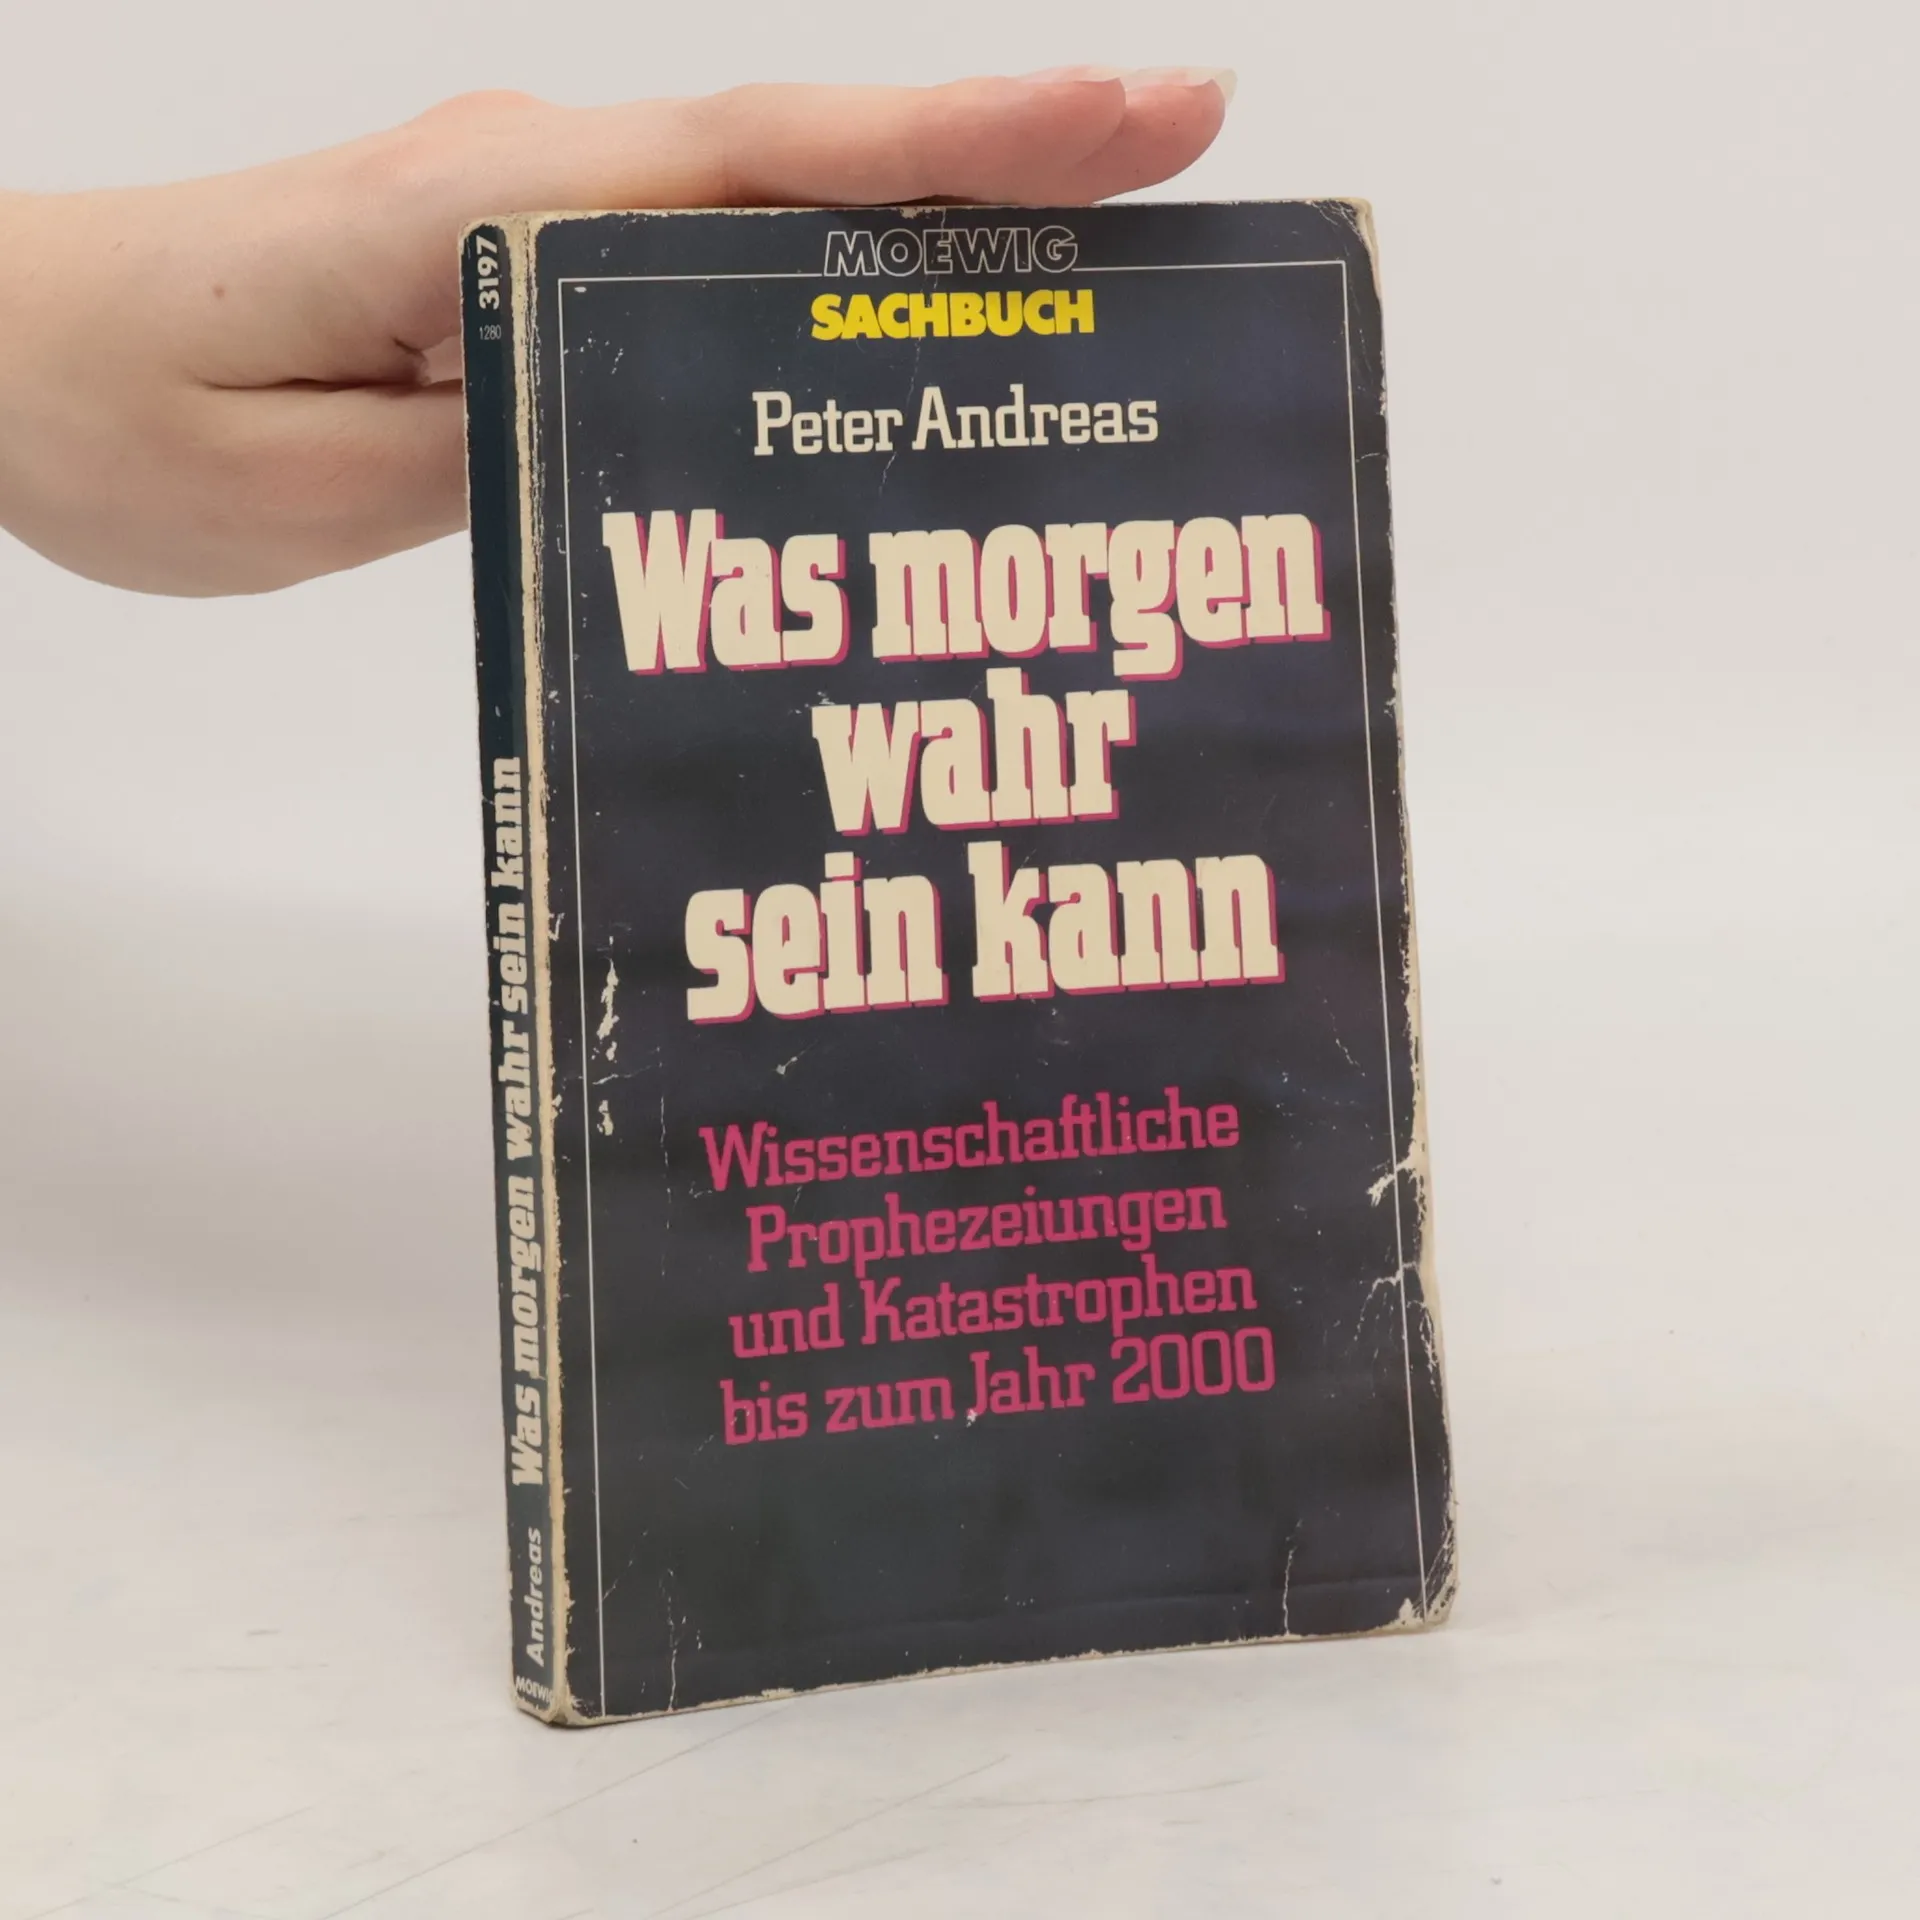 MOEWIG
SACHBUCH
Peter Andreas
Was morgen
wahr
sein kann
Wissenschaftliche
Prophezeiungen
und Katastrophen
bis zum Jahr 2000
3197
1280
Was morgen wahr sein kann
Andreas
MOEWIG